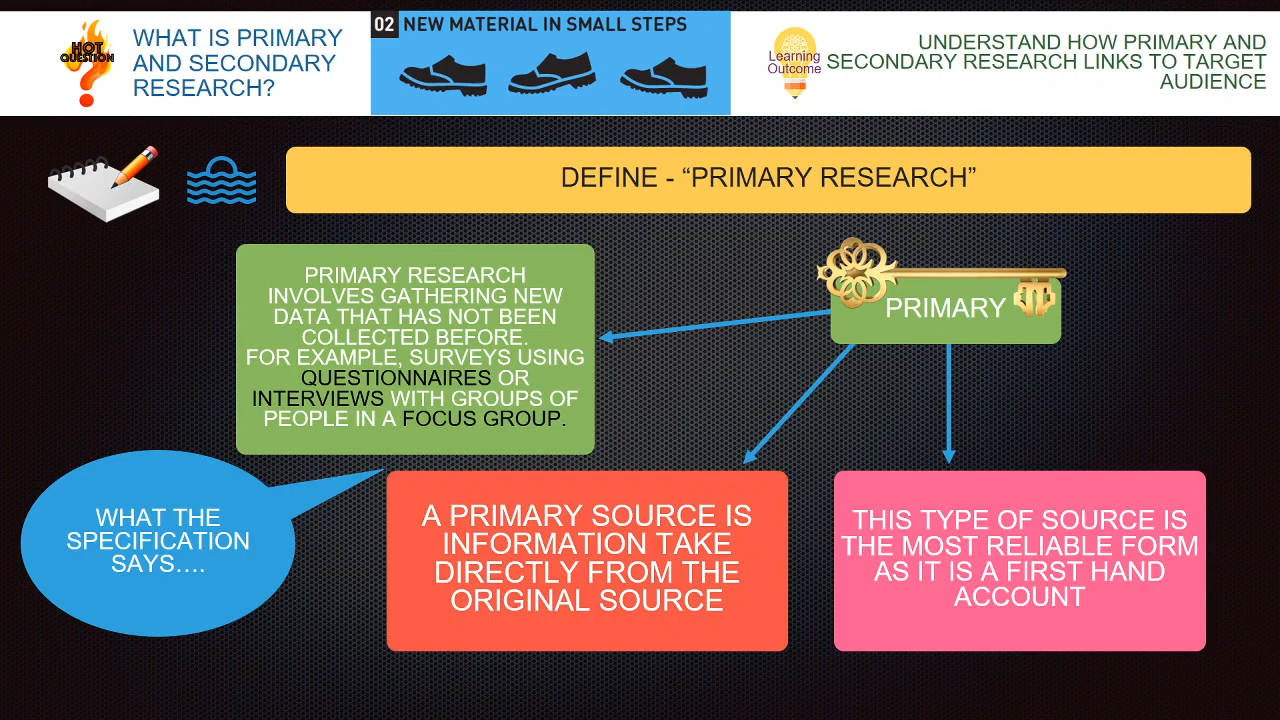 HOT
QUESTION
WHAT IS PRIMARY
AND SECONDARY
RESEARCH?
02 NEW MATERIAL IN SMALL STEPS
Learning
Outcome
UNDERSTAND HOW PRIMARY AND
SECONDARY RESEARCH LINKS TO TARGET
AUDIENCE
DEFINE - “PRIMARY RESEARCH”
PRIMARY RESEARCH
INVOLVES GATHERING NEW
DATA THAT HAS NOT BEEN
COLLECTED BEFORE.
FOR EXAMPLE, SURVEYS USING
QUESTIONNAIRES OR
INTERVIEWS WITH GROUPS OF
PEOPLE IN A FOCUS GROUP.
PRIMARY
WHAT THE
SPECIFICATION
SAYS….
A PRIMARY SOURCE IS
INFORMATION TAKE
DIRECTLY FROM THE
ORIGINAL SOURCE
THIS TYPE OF SOURCE IS
THE MOST RELIABLE FORM
AS IT IS A FIRST HAND
ACCOUNT